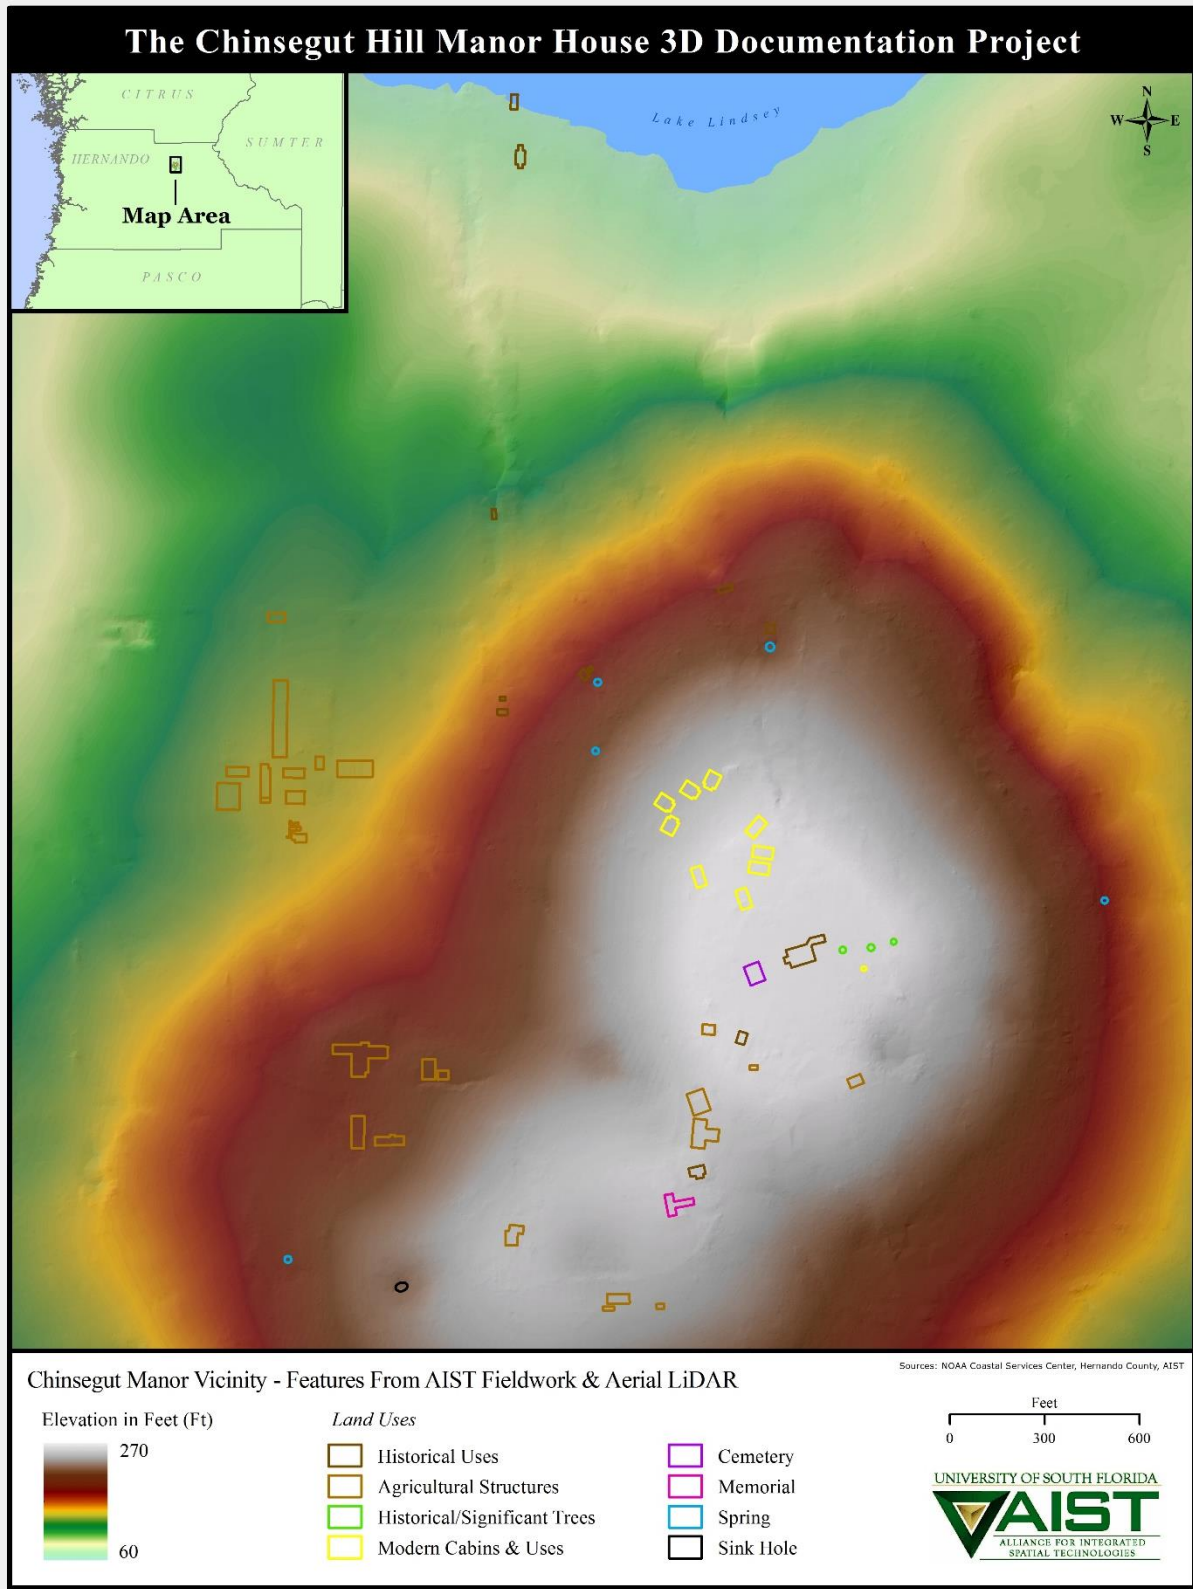 The Chinsegut Hill Manor House 3D Documentation Project
CITRUS
SUMTER
HERNANDO
Map Area
PASCO
Lake Lindsey
N
W E
S
Sources: NOAA Coastal Services Center, Hernando County, AIST
Chinsegut Manor Vicinity - Features From AIST Fieldwork & Aerial LiDAR
Elevation in Feet (Ft)
270
60
Land Uses
Historical Uses
Agricultural Structures
Historical/Significant Trees
Modern Cabins & Uses
Cemetery
Memorial
Spring
Sink Hole
Feet
0 300 600
UNIVERSITY OF SOUTH FLORIDA
AIST
ALLIANCE FOR INTEGRATED
SPATIAL TECHNOLOGIES